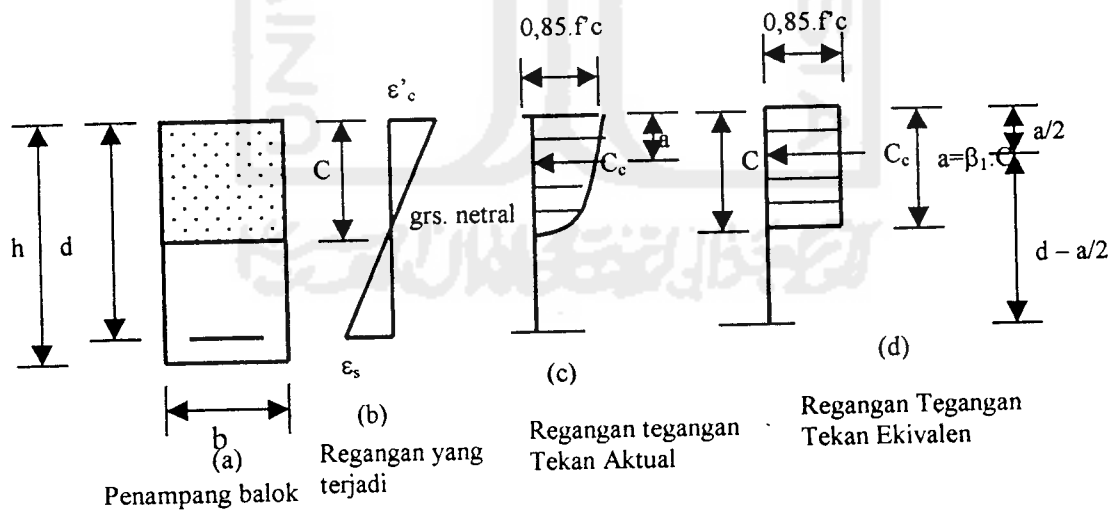 0,85.f'c
0,85.f'c
ε'c
h
d
C
grs. netral
εs
b
(a)
Penampang balok
(b)
Regangan yang
terjadi
a
Cc
(c)
Regangan tegangan
Tekan Aktual
C
Cc
a=β1.C
a/2
d – a/2
(d)
Regangan Tegangan
Tekan Ekivalen